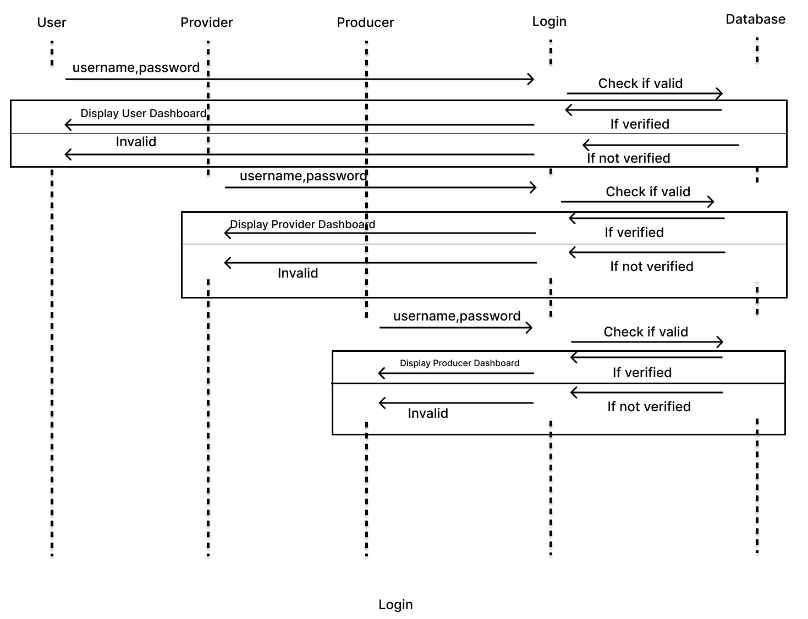 User
Provider
Producer
Login
Database
username,password
Check if valid
Display User Dashboard
If verified
Invalid
If not verified
username,password
Check if valid
Display Provider Dashboard
If verified
Invalid
If not verified
username,password
Check if valid
Display Producer Dashboard
If verified
Invalid
If not verified
Login